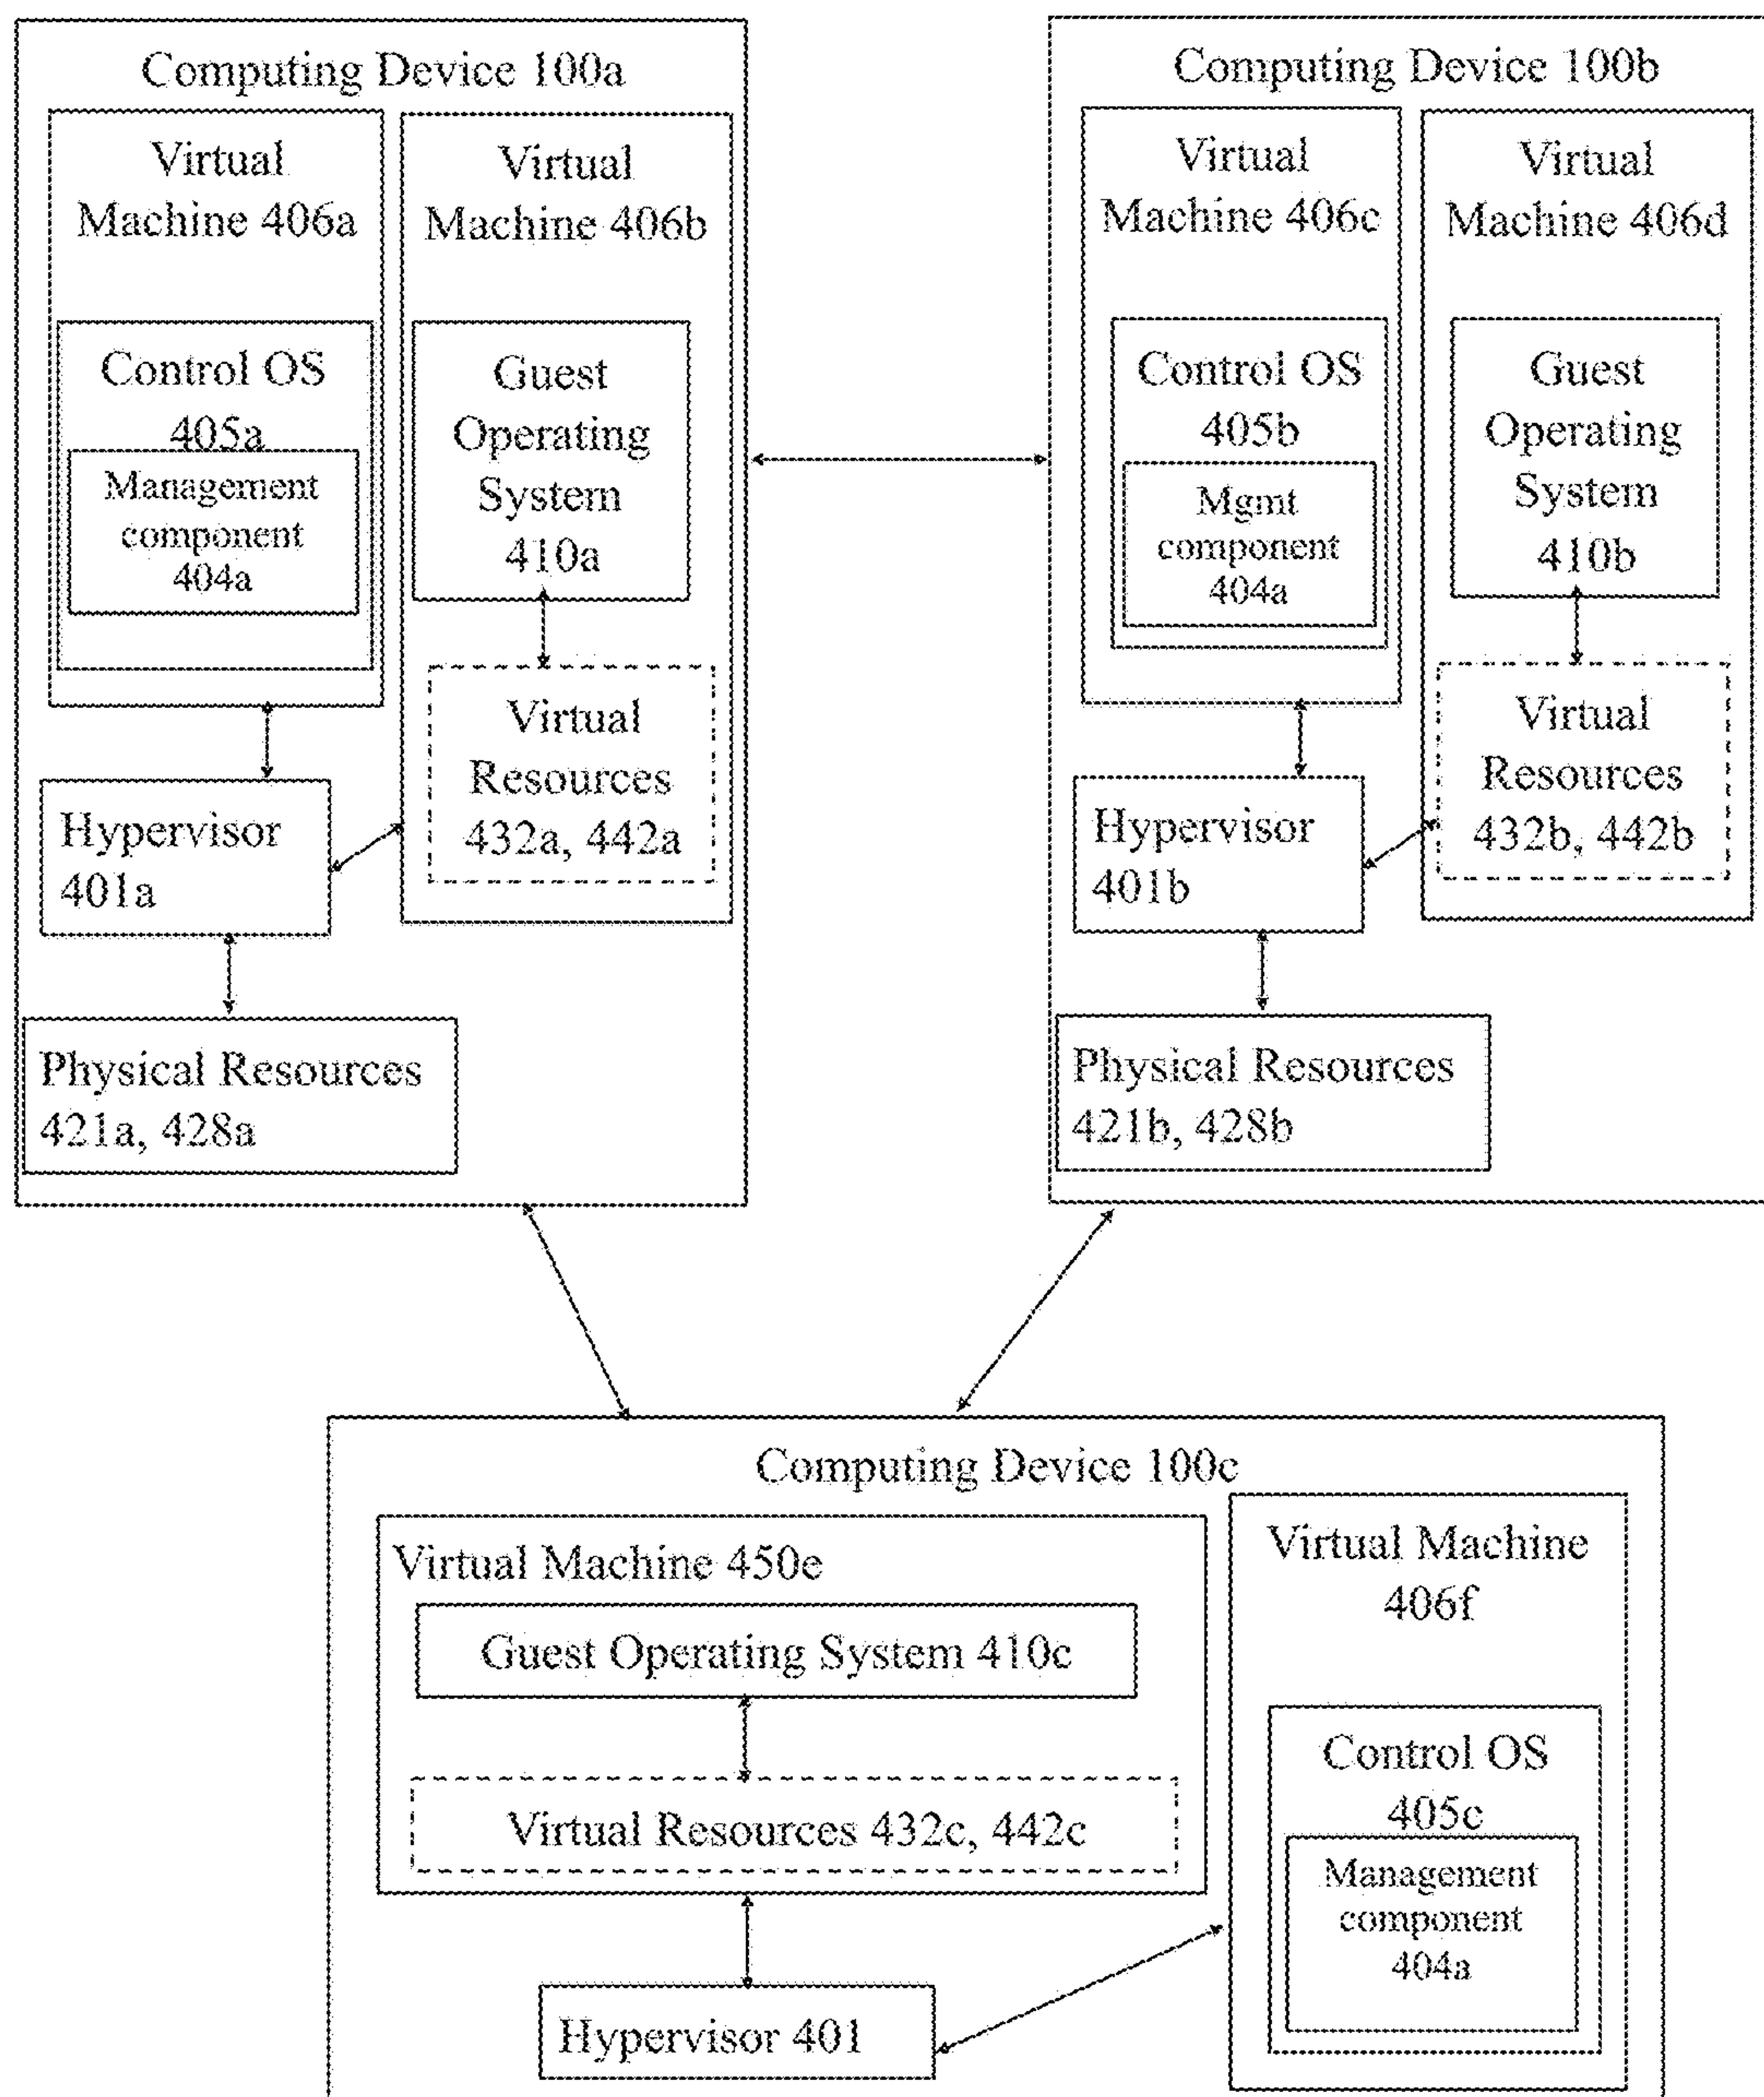 Computing Device 100a
Virtual
Machine 406a
Control OS
405a
Management
component
404a
Virtual
Machine 406b
Guest
Operating
System
410a
Virtual
Resources
432a, 442a
Hypervisor
401a
Physical Resources
421a, 428a
Computing Device 100b
Virtual
Machine 406c
Control OS
405b
Mgmt
component
404a
Virtual
Machine 406d
Guest
Operating
System
410b
Virtual
Resources
432b, 442b
Hypervisor
401b
Physical Resources
421b, 428b
Computing Device 100c
Virtual Machine 450e
Guest Operating System 410c
Virtual Resources 432c, 442c
Virtual Machine
406f
Control OS
405c
Management
component
404a
Hypervisor 401